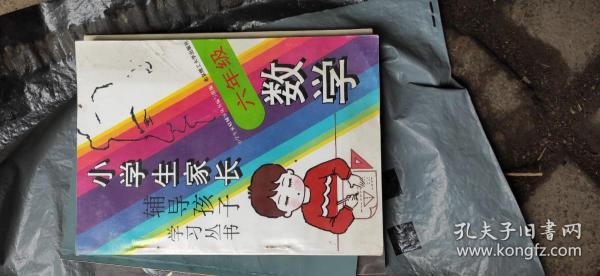 六年级
数学
小学生家长
辅导孩子
学习丛书
孔夫子旧书网
www.kongfz.com